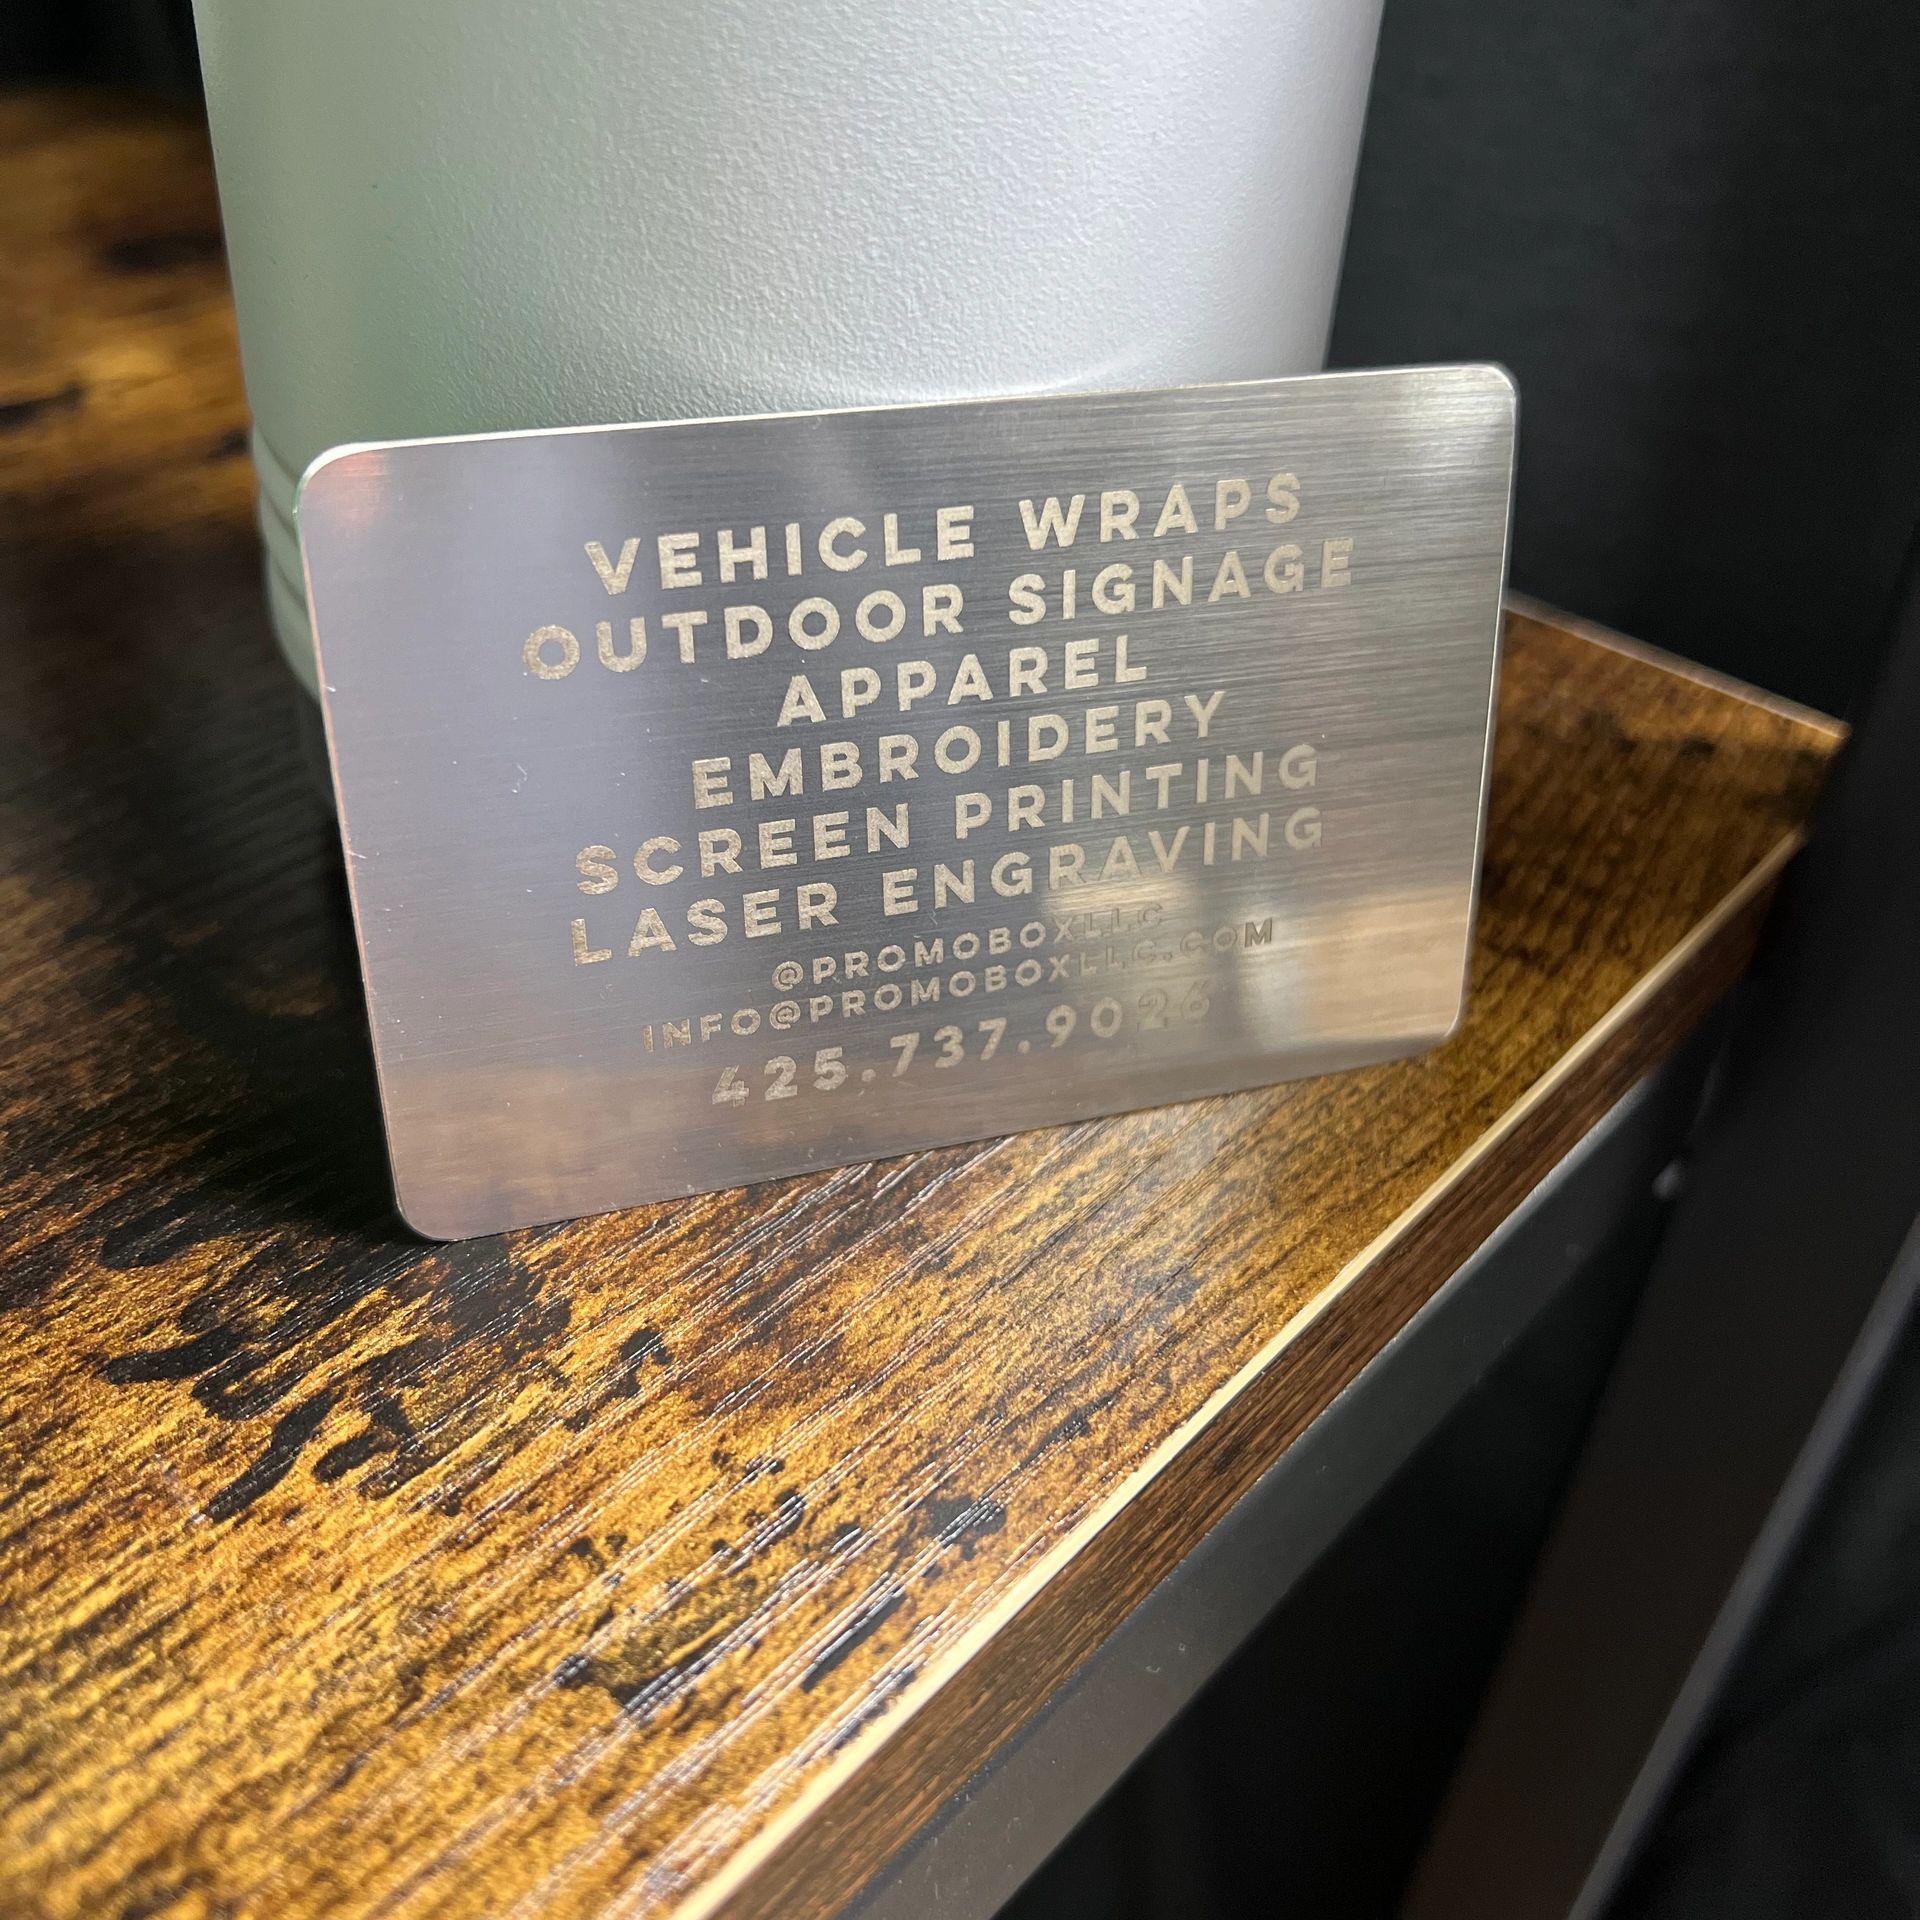 VEHICLE WRAPS
OUTDOOR SIGNAGE
APPAREL
EMBROIDERY
SCREEN PRINTING
LASER ENGRAVING
@PROMOBOXLLC
INFO@PROMOBOXLLC.COM
425.737.9026